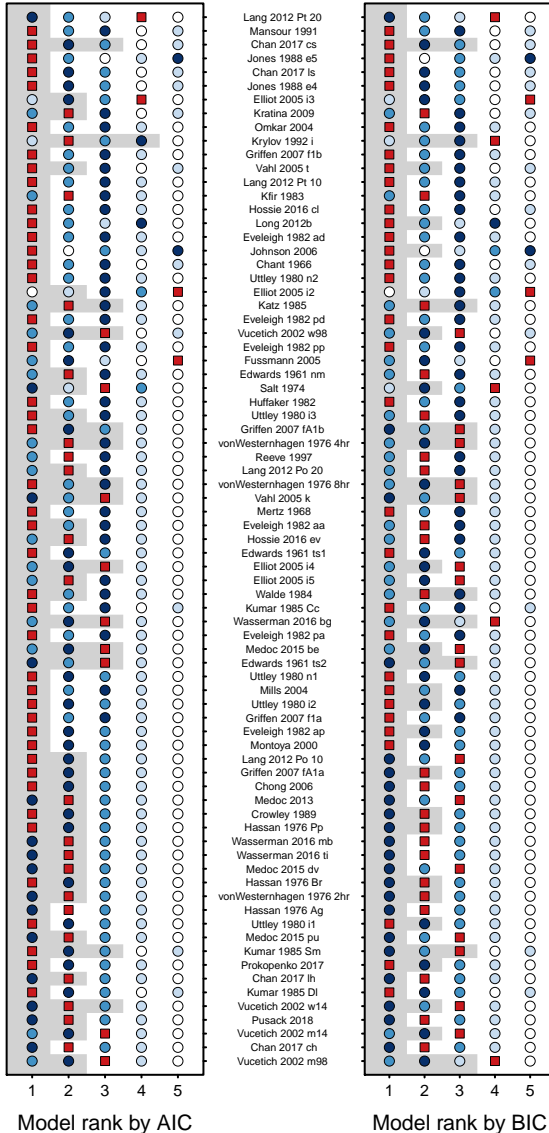 Lang 2012 Pt 20
Mansour 1991
Chan 2017 cs
Jones 1988 e5
Chan 2017 ls
Jones 1988 e4
Elliot 2005 i3
Kratina 2009
Omkar 2004
Krylov 1992 i
Griffen 2007 f1b
Vahl 2005 t
Lang 2012 Pt 10
Kfir 1983
Hossie 2016 cl
Long 2012b
Eveleigh 1982 ad
Johnson 2006
Chant 1966
Uttley 1980 n2
Elliot 2005 i2
Katz 1985
Eveleigh 1982 pd
Vucetich 2002 w98
Eveleigh 1982 pp
Fussmann 2005
Edwards 1961 nm
Salt 1974
Huffaker 1982
Uttley 1980 i3
Griffen 2007 fA1b
vonWesternhagen 1976 4hr
Reeve 1997
Lang 2012 Po 20
vonWesternhagen 1976 8hr
Vahl 2005 k
Mertz 1968
Eveleigh 1982 aa
Hossie 2016 ev
Edwards 1961 ts1
Elliot 2005 i4
Elliot 2005 i5
Walde 1984
Kumar 1985 Cc
Wasserman 2016 bg
Eveleigh 1982 pa
Medoc 2015 be
Edwards 1961 ts2
Uttley 1980 n1
Mills 2004
Uttley 1980 i2
Griffen 2007 f1a
Eveleigh 1982 ap
Montoya 2000
Lang 2012 Po 10
Griffen 2007 fA1a
Chong 2006
Medoc 2013
Crowley 1989
Hassan 1976 Pp
Wasserman 2016 mb
Wasserman 2016 ti
Medoc 2015 dv
Hassan 1976 Br
vonWesternhagen 1976 2hr
Hassan 1976 Ag
Uttley 1980 i1
Medoc 2015 pu
Kumar 1985 Sm
Prokopenko 2017
Chan 2017 lh
Kumar 1985 Dl
Vucetich 2002 w14
Pusack 2018
Vucetich 2002 m14
Chan 2017 ch
Vucetich 2002 m98
1 2 3 4 5
1 2 3 4 5
Model rank by AIC
Model rank by BIC